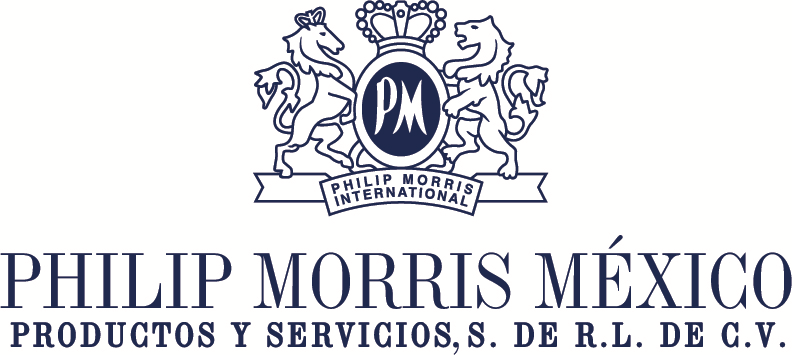 PM
PHILIP MORRIS
INTERNATIONAL
PHILIP MORRIS MÉXICO
PRODUCTOS Y SERVICIOS, S. DE R.L. DE C.V.